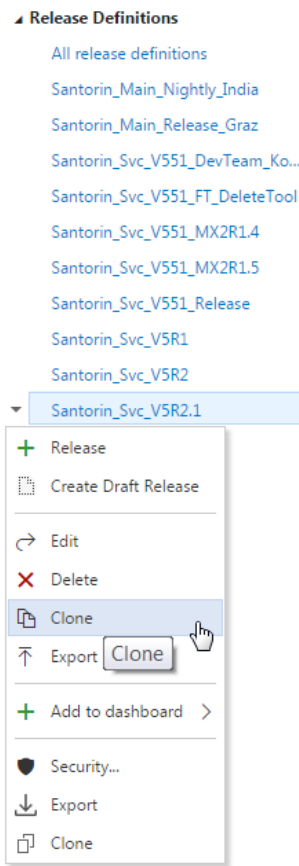 Release Definitions
All release definitions
Santorin_Main_Nightly_India
Santorin_Main_Release_Graz
Santorin_Svc_V551_DevTeam_Ko...
Santorin_Svc_V551_FT_DeleteTool
Santorin_Svc_V551_MX2R1.4
Santorin_Svc_V551_MX2R1.5
Santorin_Svc_V551_Release
Santorin_Svc_V5R1
Santorin_Svc_V5R2
Santorin_Svc_V5R2.1
Release
Create Draft Release
Edit
Delete
Clone
Export Clone
Add to dashboard
Security...
Export
Clone